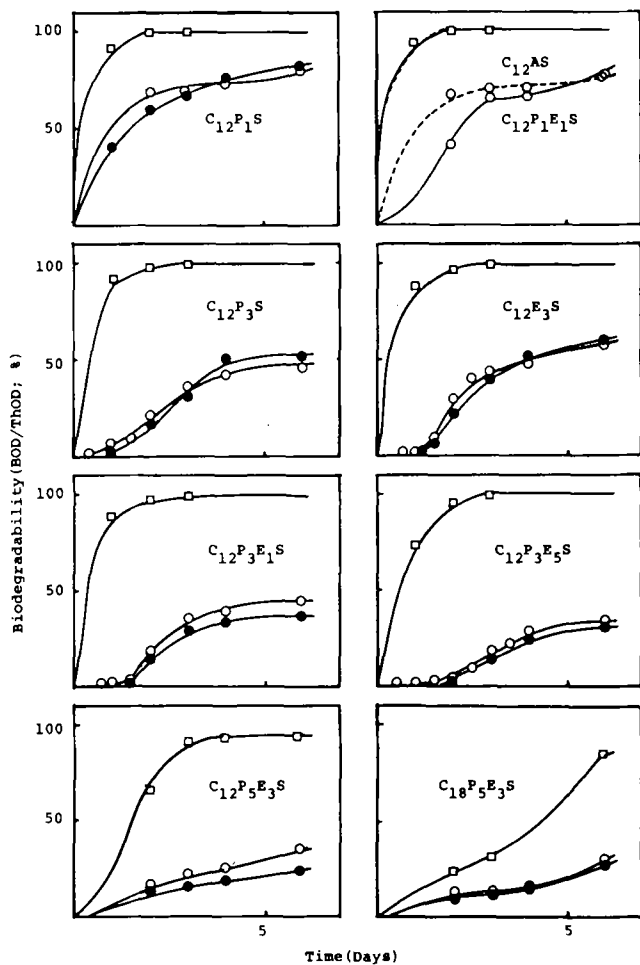 100
50
C12P1S
C12AS
C12P1E1S
100
50
C12P3S
C12E3S
Biodegradability(BOD/ThOD; %)
100
50
C12P3E1S
C12P3E5S
100
50
C12P5E3S
C18P5E3S
5
5
Time(Days)